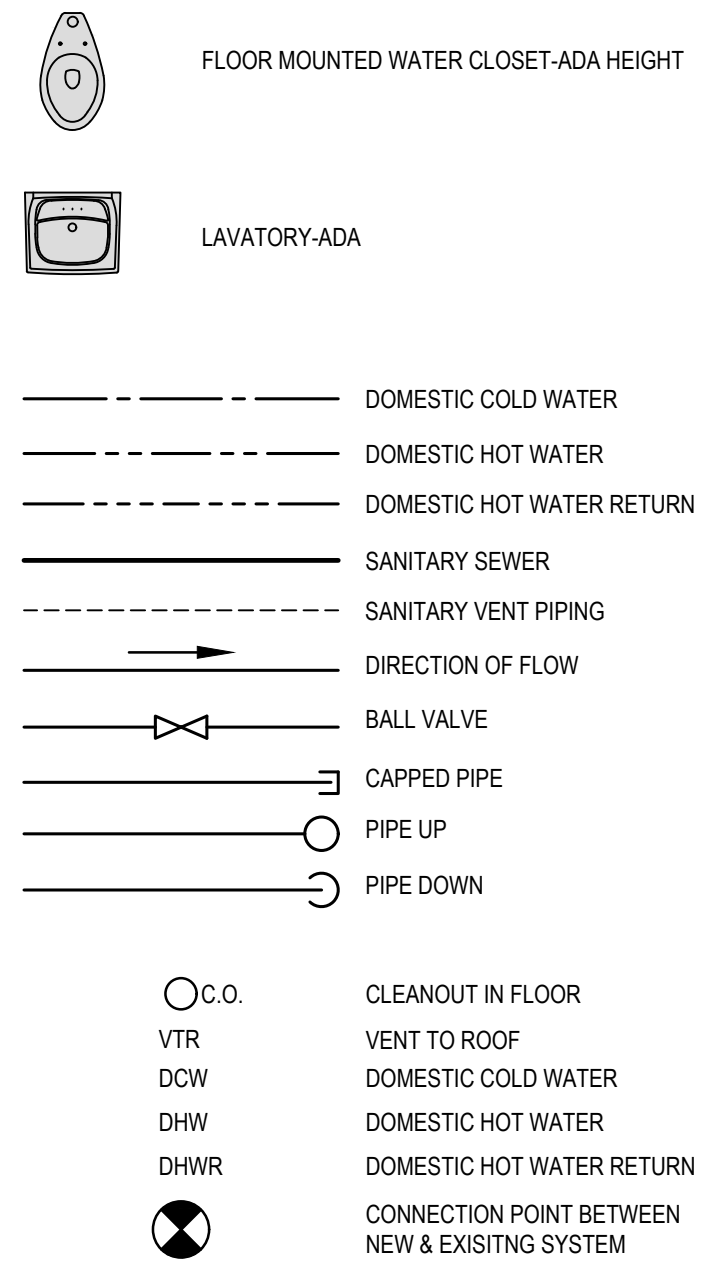 FLOOR MOUNTED WATER CLOSET-ADA HEIGHT
LAVATORY-ADA
DOMESTIC COLD WATER
DOMESTIC HOT WATER
DOMESTIC HOT WATER RETURN
SANITARY SEWER
SANITARY VENT PIPING
DIRECTION OF FLOW
BALL VALVE
CAPPED PIPE
PIPE UP
PIPE DOWN
C.O. CLEANOUT IN FLOOR
VTR VENT TO ROOF
DCW DOMESTIC COLD WATER
DHW DOMESTIC HOT WATER
DHWR DOMESTIC HOT WATER RETURN
CONNECTION POINT BETWEEN
NEW & EXISITNG SYSTEM